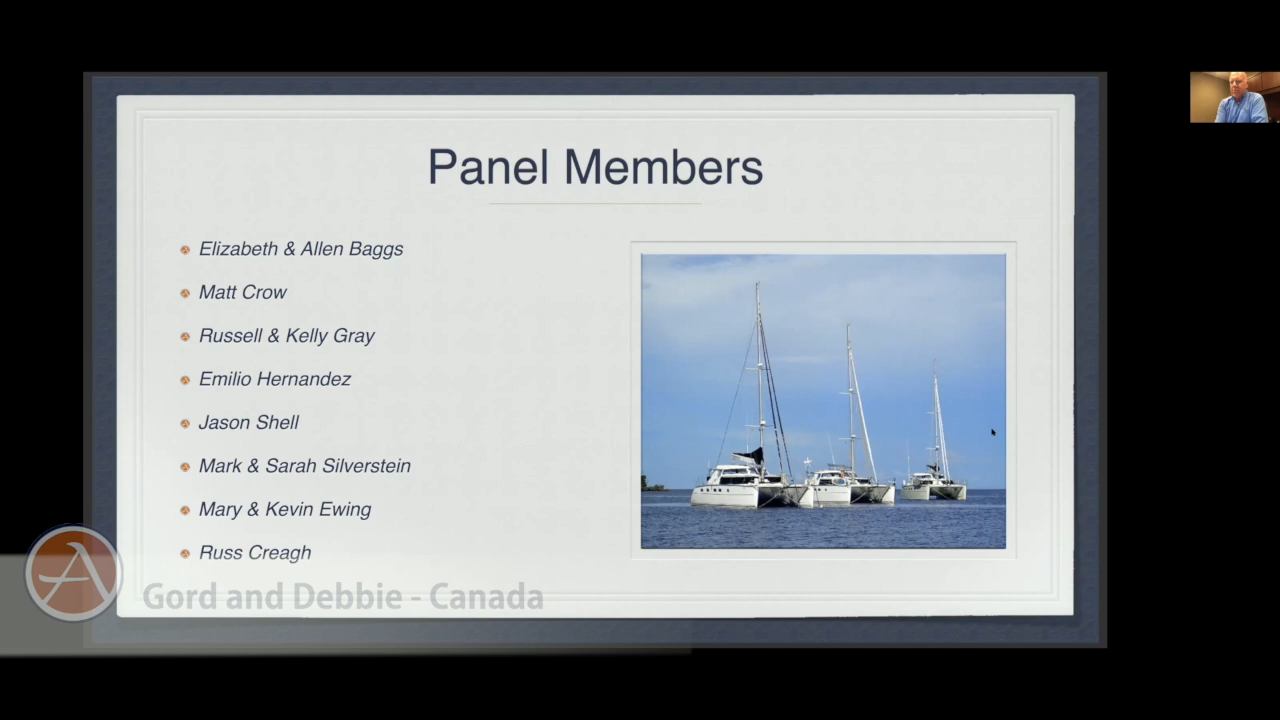 Panel Members
Elizabeth & Allen Baggs
Matt Crow
Russell & Kelly Gray
Emilio Hernandez
Jason Shell
Mark & Sarah Silverstein
Mary & Kevin Ewing
Russ Creagh
Gord and Debbie - Canada